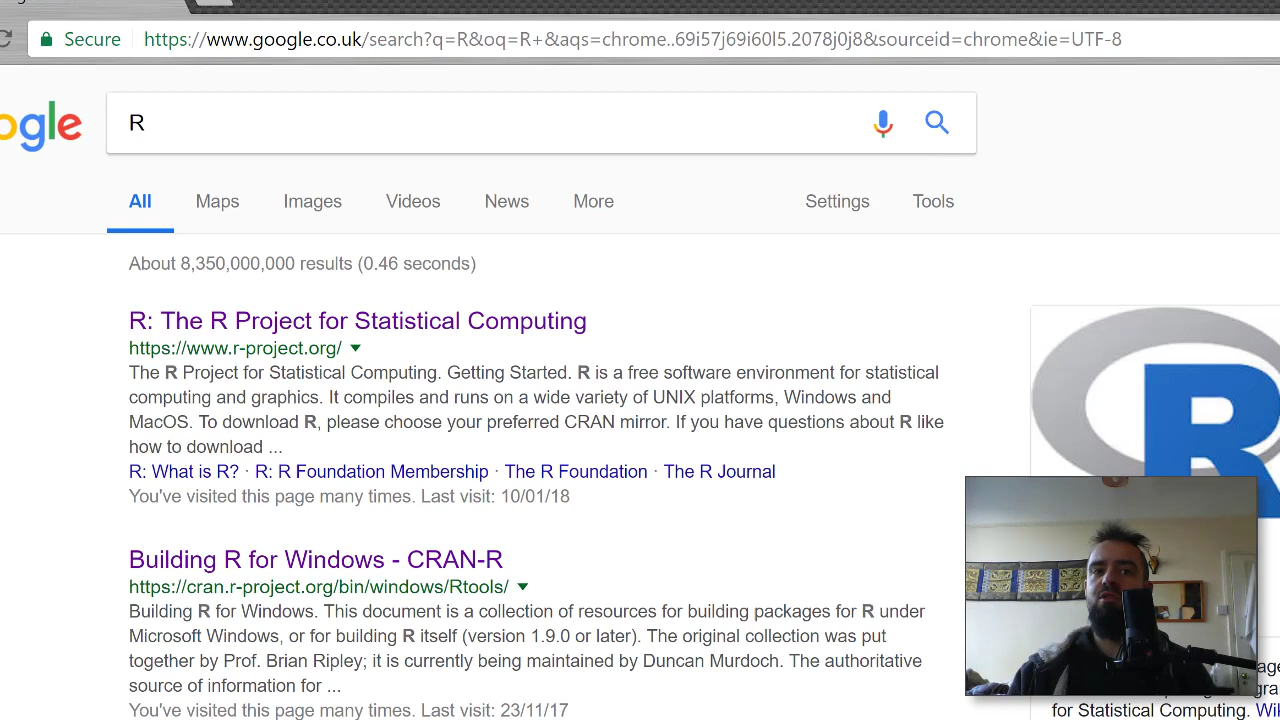 Secure https://www.google.co.uk/search?q=R&oq=R+&aqs=chrome..69i57j69i60l5.2078j0j8&sourceid=chrome&ie=UTF-8
ogle
R
All Maps Images Videos News More Settings Tools
About 8,350,000,000 results (0.46 seconds)
R: The R Project for Statistical Computing
https://www.r-project.org/
The R Project for Statistical Computing. Getting Started. R is a free software environment for statistical
computing and graphics. It compiles and runs on a wide variety of UNIX platforms, Windows and
MacOS. To download R, please choose your preferred CRAN mirror. If you have questions about R like
how to download ...
R: What is R? · R: R Foundation Membership · The R Foundation · The R Journal
You've visited this page many times. Last visit: 10/01/18
R
Building R for Windows - CRAN-R
https://cran.r-project.org/bin/windows/Rtools/
Building R for Windows. This document is a collection of resources for building packages for R under
Microsoft Windows, or for building R itself (version 1.9.0 or later). The original collection was put
together by Prof. Brian Ripley; it is currently being maintained by Duncan Murdoch. The authoritative
source of information for ...
You've visited this page many times. Last visit: 23/11/17
for Statistical Computing.